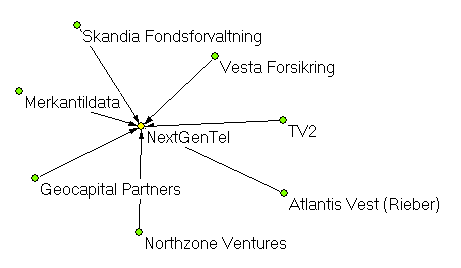 Skandia Fondsforvaltning
Vesta Forsikring
Merkantildata
TV2
NextGenTel
Geocapital Partners
Atlantis Vest (Rieber)
Northzone Ventures